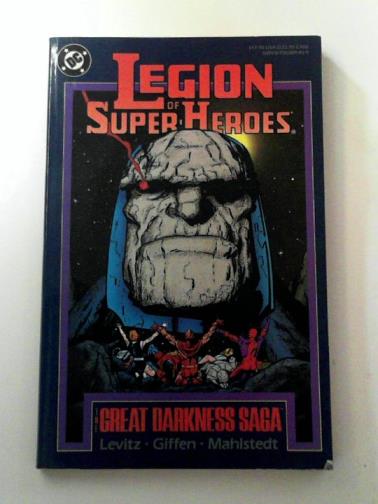 DC
LEGION
OF
SUPER-HEROES
THE
GREAT DARKNESS SAGA
Levitz · Giffen · Mahlstedt